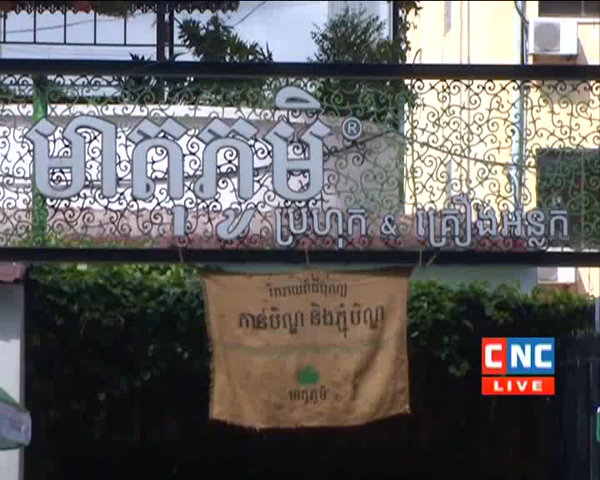 មាតុភូមិ ®
ប្រហុក & គ្រឿងអន្លក់
រីករាយពិធីបុណ្យ
កាន់បិណ្ឌ និងភ្ជុំបិណ្ឌ
មាតុភូមិ
CNC
LIVE